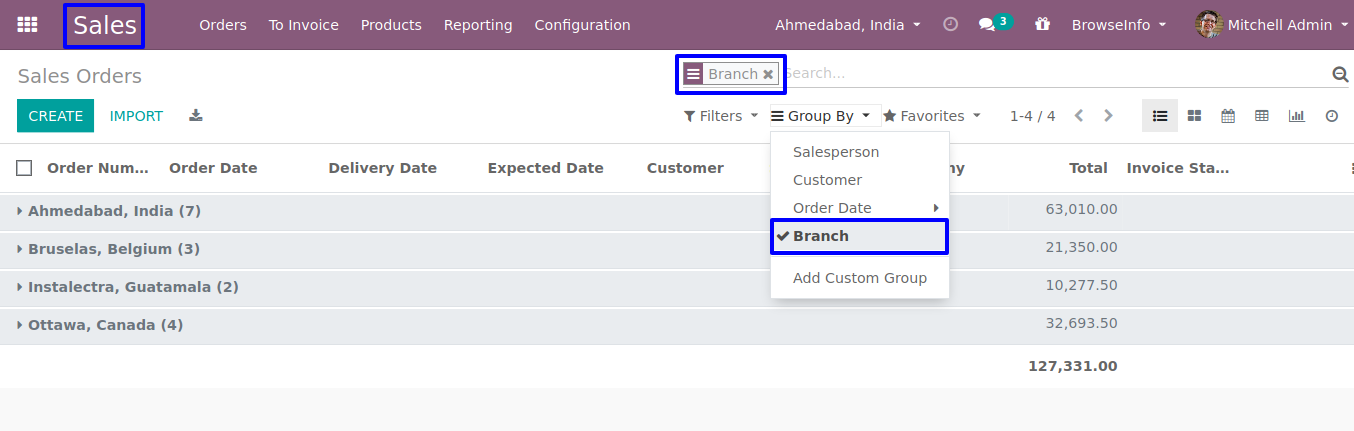 Sales Orders To Invoice Products Reporting Configuration Ahmedabad, India 3 BrowseInfo Mitchell Admin
Sales Orders Branch Search...
CREATE IMPORT Filters Group By Favorites 1-4 / 4
Order Num... Order Date Delivery Date Expected Date Customer ny Total Invoice Sta...
Salesperson
Customer
Order Date
Branch
Add Custom Group
Ahmedabad, India (7) 63,010.00
Bruselas, Belgium (3) 21,350.00
Instalectra, Guatamala (2) 10,277.50
Ottawa, Canada (4) 32,693.50
127,331.00